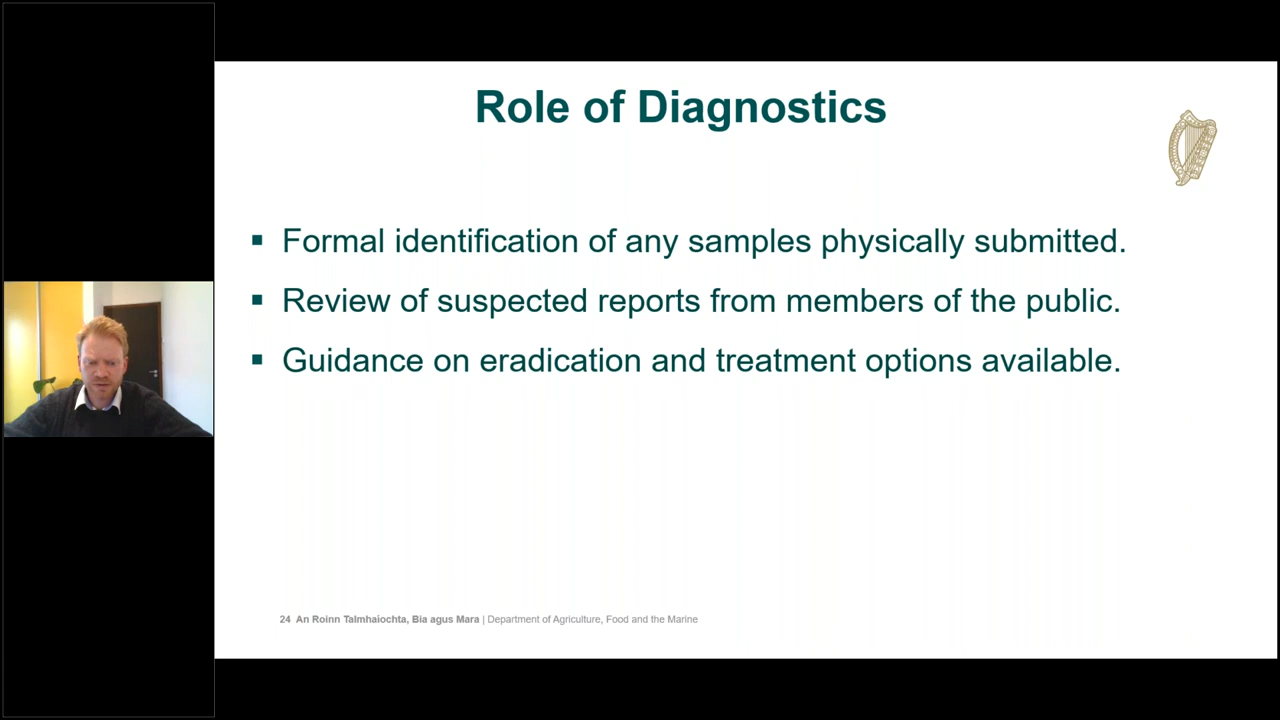 Role of Diagnostics
▪ Formal identification of any samples physically submitted.
▪ Review of suspected reports from members of the public.
▪ Guidance on eradication and treatment options available.
24 An Roinn Talmhaíochta, Bia agus Mara | Department of Agriculture, Food and the Marine